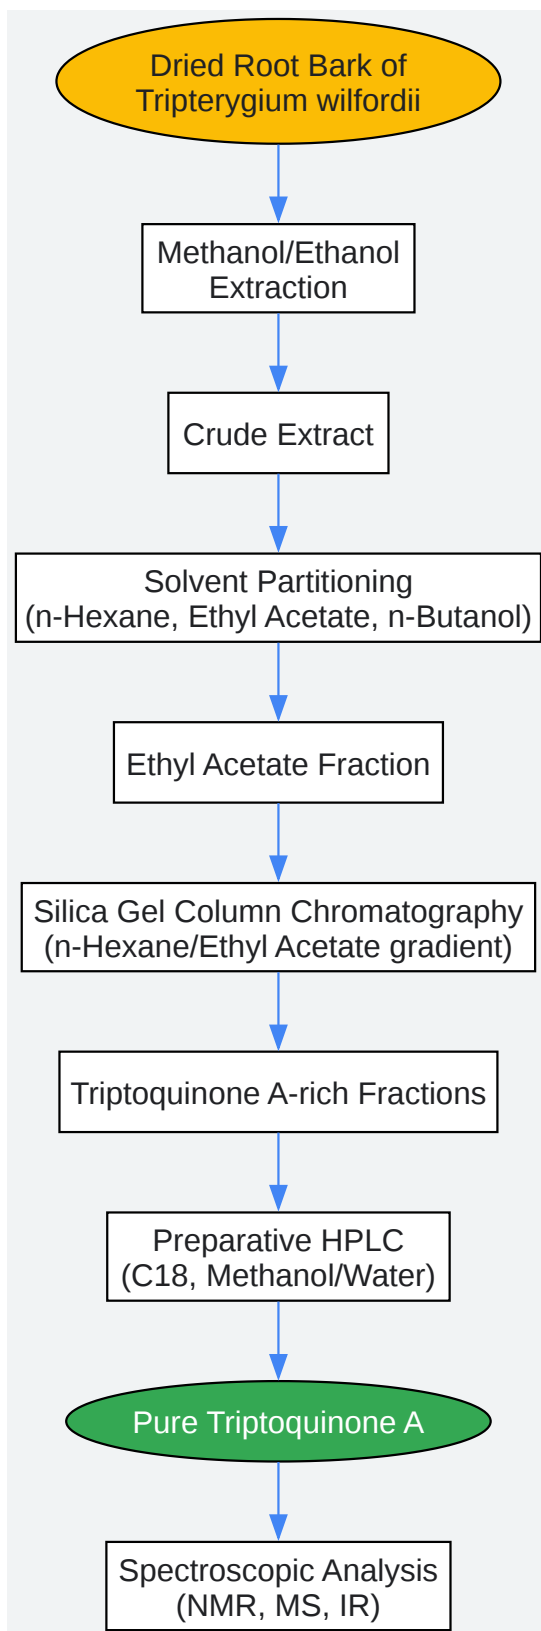 Dried Root Bark of
Tripterygium wilfordii
Methanol/Ethanol
Extraction
Crude Extract
Solvent Partitioning
(n-Hexane, Ethyl Acetate, n-Butanol)
Ethyl Acetate Fraction
Silica Gel Column Chromatography
(n-Hexane/Ethyl Acetate gradient)
Triptoquinone A-rich Fractions
Preparative HPLC
(C18, Methanol/Water)
Pure Triptoquinone A
Spectroscopic Analysis
(NMR, MS, IR)